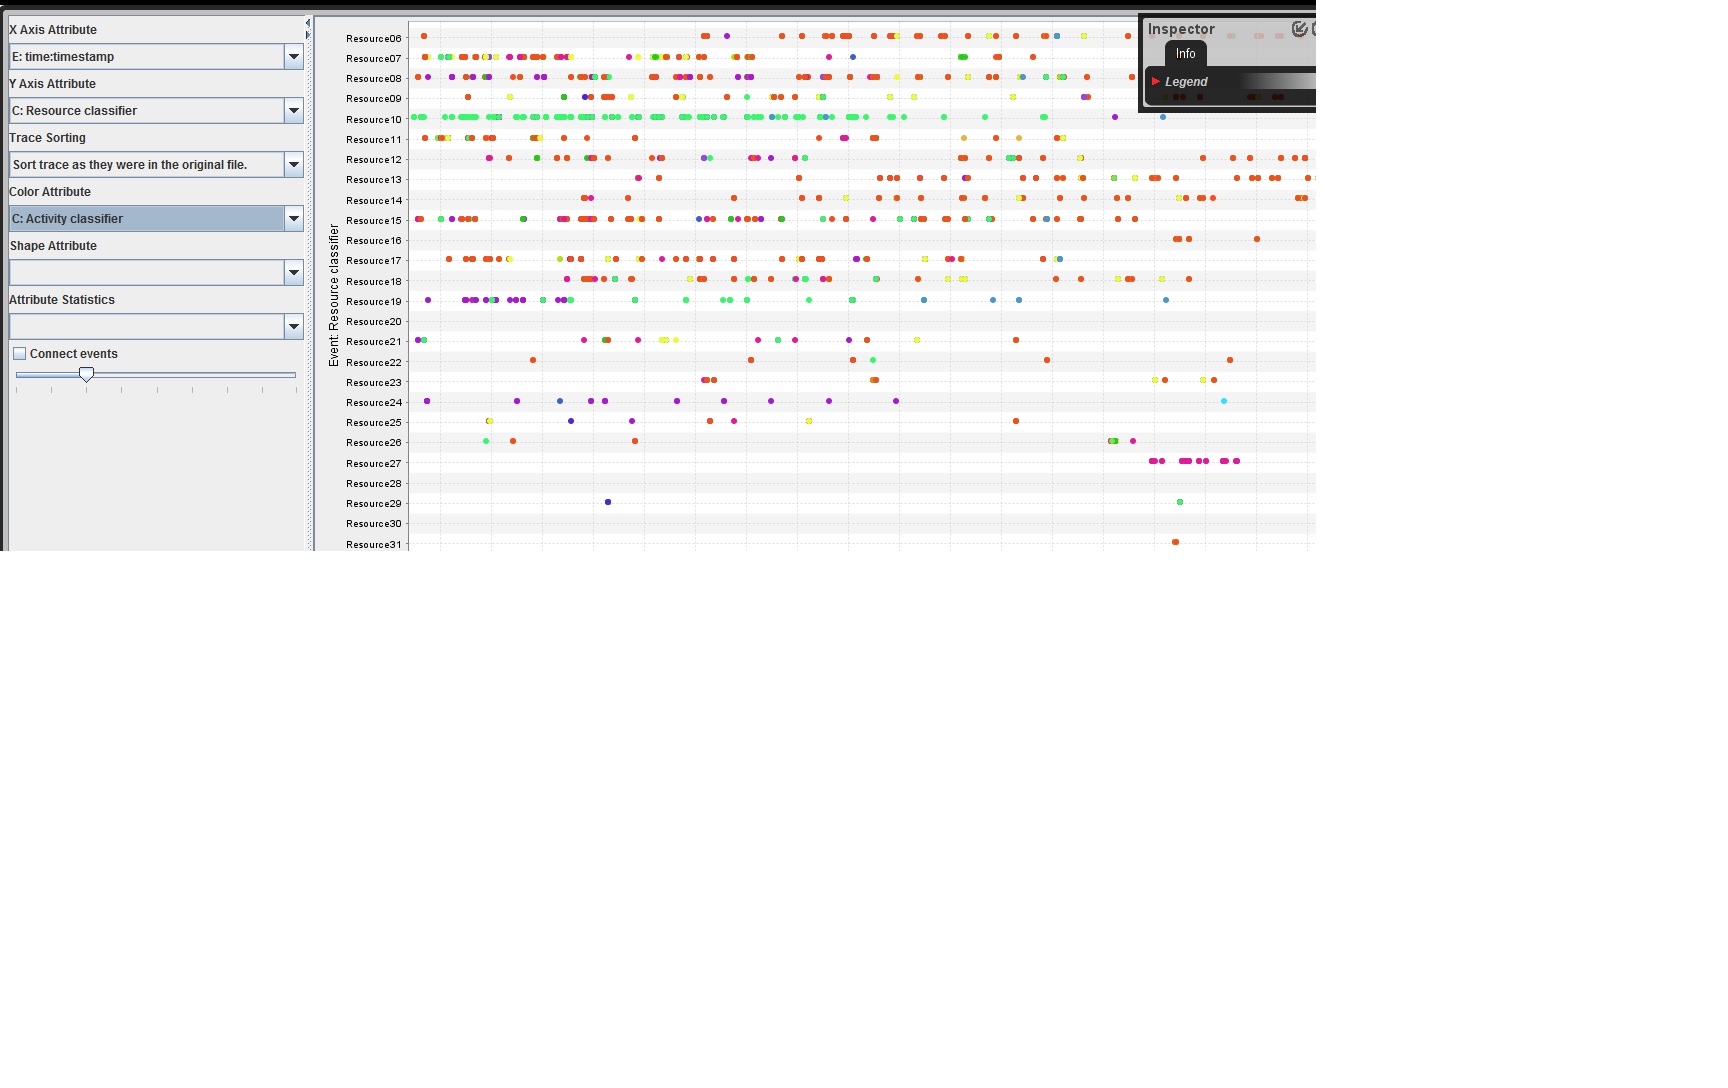 X Axis Attribute
E: time:timestamp
Y Axis Attribute
C: Resource classifier
Trace Sorting
Sort trace as they were in the original file.
Color Attribute
C: Activity classifier
Shape Attribute
Attribute Statistics
Connect events
Event: Resource classifier
Resource06
Resource07
Resource08
Resource09
Resource10
Resource11
Resource12
Resource13
Resource14
Resource15
Resource16
Resource17
Resource18
Resource19
Resource20
Resource21
Resource22
Resource23
Resource24
Resource25
Resource26
Resource27
Resource28
Resource29
Resource30
Resource31
Inspector
Info
Legend